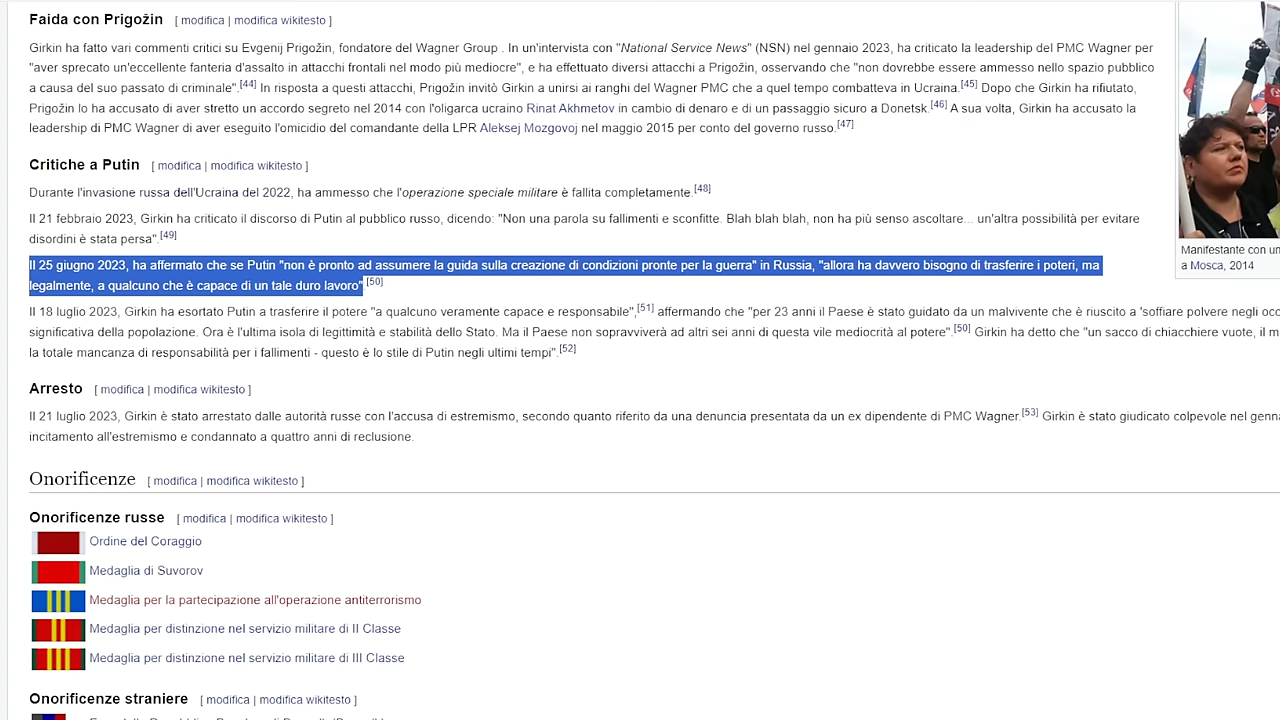 Faida con Prigožin [ modifica | modifica wikitesto ]
Girkin ha fatto vari commenti critici su Evgenij Prigožin, fondatore del Wagner Group . In un'intervista con "National Service News" (NSN) nel gennaio 2023, ha criticato la leadership del PMC Wagner per
"aver sprecato un'eccellente fanteria d'assalto in attacchi frontali nel modo più mediocre", e ha effettuato diversi attacchi a Prigožin, osservando che "non dovrebbe essere ammesso nello spazio pubblico
a causa del suo passato di criminale".[44] In risposta a questi attacchi, Prigožin invitò Girkin a unirsi ai ranghi del Wagner PMC che a quel tempo combatteva in Ucraina.[45] Dopo che Girkin ha rifiutato,
Prigožin lo ha accusato di aver stretto un accordo segreto nel 2014 con l'oligarca ucraino Rinat Akhmetov in cambio di denaro e di un passaggio sicuro a Donetsk.[46] A sua volta, Girkin ha accusato la
leadership di PMC Wagner di aver eseguito l'omicidio del comandante della LPR Aleksej Mozgovoj nel maggio 2015 per conto del governo russo.[47]
Critiche a Putin [ modifica | modifica wikitesto ]
Durante l'invasione russa dell'Ucraina del 2022, ha ammesso che l'operazione speciale militare è fallita completamente.[48]
Il 21 febbraio 2023, Girkin ha criticato il discorso di Putin al pubblico russo, dicendo: "Non una parola su fallimenti e sconfitte. Blah blah blah, non ha più senso ascoltare... un'altra possibilità per evitare
disordini è stata persa".[49]
Il 25 giugno 2023, ha affermato che se Putin "non è pronto ad assumere la guida sulla creazione di condizioni pronte per la guerra" in Russia, "allora ha davvero bisogno di trasferire i poteri, ma
legalmente, a qualcuno che è capace di un tale duro lavoro".[50]
Il 18 luglio 2023, Girkin ha esortato Putin a trasferire il potere "a qualcuno veramente capace e responsabile",[51] affermando che "per 23 anni il Paese è stato guidato da un malvivente che è riuscito a 'soffiare polvere negli
significativa della popolazione. Ora è l'ultima isola di legittimità e stabilità dello Stato. Ma il Paese non sopravviverà ad altri sei anni di questa vile mediocrità al potere".[50] Girkin ha detto che "un sacco di chiacchiere vuote, il
la totale mancanza di responsabilità per i fallimenti - questo è lo stile di Putin negli ultimi tempi".[52]
Arresto [ modifica | modifica wikitesto ]
Il 21 luglio 2023, Girkin è stato arrestato dalle autorità russe con l'accusa di estremismo, secondo quanto riferito da una denuncia presentata da un ex dipendente di PMC Wagner.[53] Girkin è stato giudicato colpevole nel
incitamento all'estremismo e condannato a quattro anni di reclusione.
Onorificenze [ modifica | modifica wikitesto ]
Onorificenze russe [ modifica | modifica wikitesto ]
Ordine del Coraggio
Medaglia di Suvorov
Medaglia per la partecipazione all'operazione antiterrorismo
Medaglia per distinzione nel servizio militare di II Classe
Medaglia per distinzione nel servizio militare di III Classe
Onorificenze straniere [ modifica | modifica wikitesto ]
Manifestante con un
a Mosca, 2014